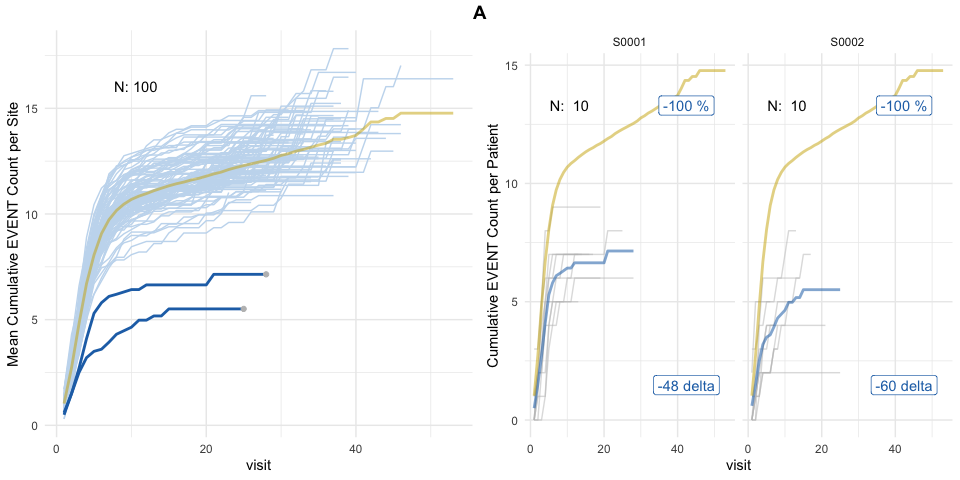 A
Mean Cumulative EVENT Count per Site
15
10
5
0
N: 100
0
20
40
visit
Cumulative EVENT Count per Patient
15
10
5
0
S0001
N:  10
-100 %
-48 delta
0
20
40
S0002
N:  10
-100 %
-60 delta
0
20
40
visit